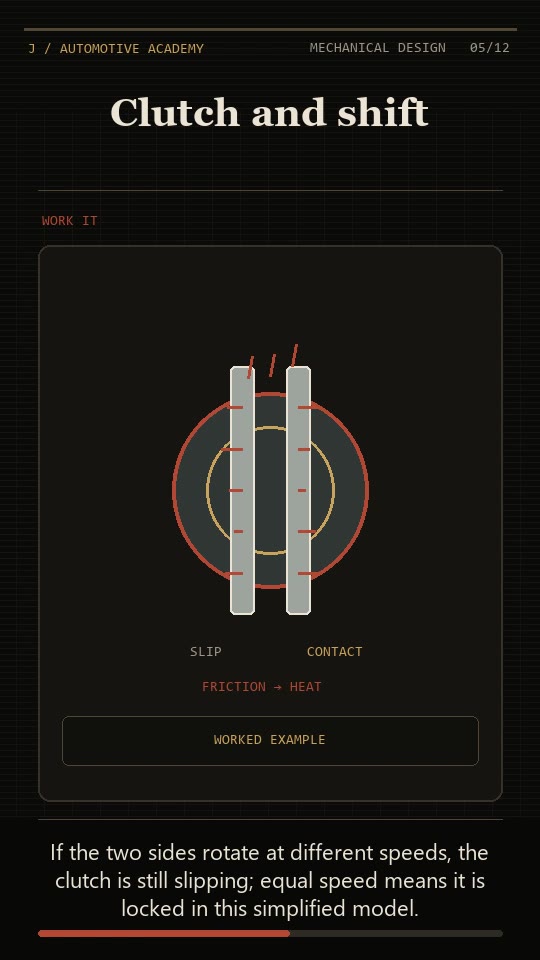 J / AUTOMOTIVE ACADEMY
MECHANICAL DESIGN 05/12
Clutch and shift
WORK IT
SLIP
CONTACT
FRICTION → HEAT
WORKED EXAMPLE
If the two sides rotate at different speeds, the
clutch is still slipping; equal speed means it is
locked in this simplified model.